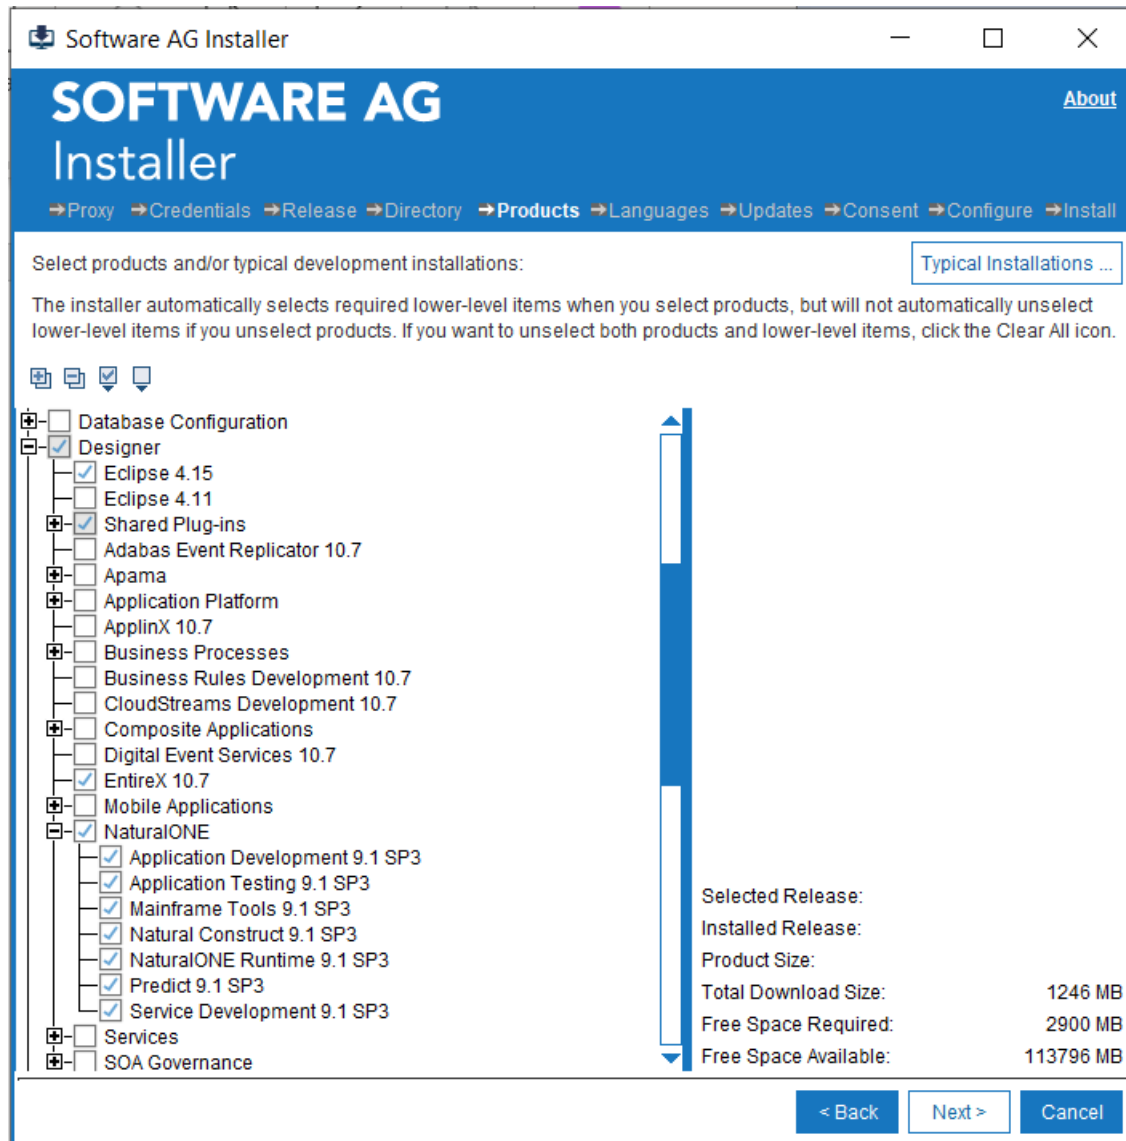 Software AG Installer
SOFTWARE AG
About
Installer
Proxy Credentials Release Directory Products Languages Updates Consent Configure Install
Select products and/or typical development installations:
Typical Installations ...
The installer automatically selects required lower-level items when you select products, but will not automatically unselect
lower-level items if you unselect products. If you want to unselect both products and lower-level items, click the Clear All icon.
Database Configuration
Designer
Eclipse 4.15
Eclipse 4.11
Shared Plug-ins
Adabas Event Replicator 10.7
Apama
Application Platform
ApplinX 10.7
Business Processes
Business Rules Development 10.7
CloudStreams Development 10.7
Composite Applications
Digital Event Services 10.7
EntireX 10.7
Mobile Applications
NaturalONE
Application Development 9.1 SP3
Application Testing 9.1 SP3
Mainframe Tools 9.1 SP3
Natural Construct 9.1 SP3
NaturalONE Runtime 9.1 SP3
Predict 9.1 SP3
Service Development 9.1 SP3
Services
SOA Governance
Selected Release:
Installed Release:
Product Size:
Total Download Size: 1246 MB
Free Space Required: 2900 MB
Free Space Available: 113796 MB
< Back
Next >
Cancel